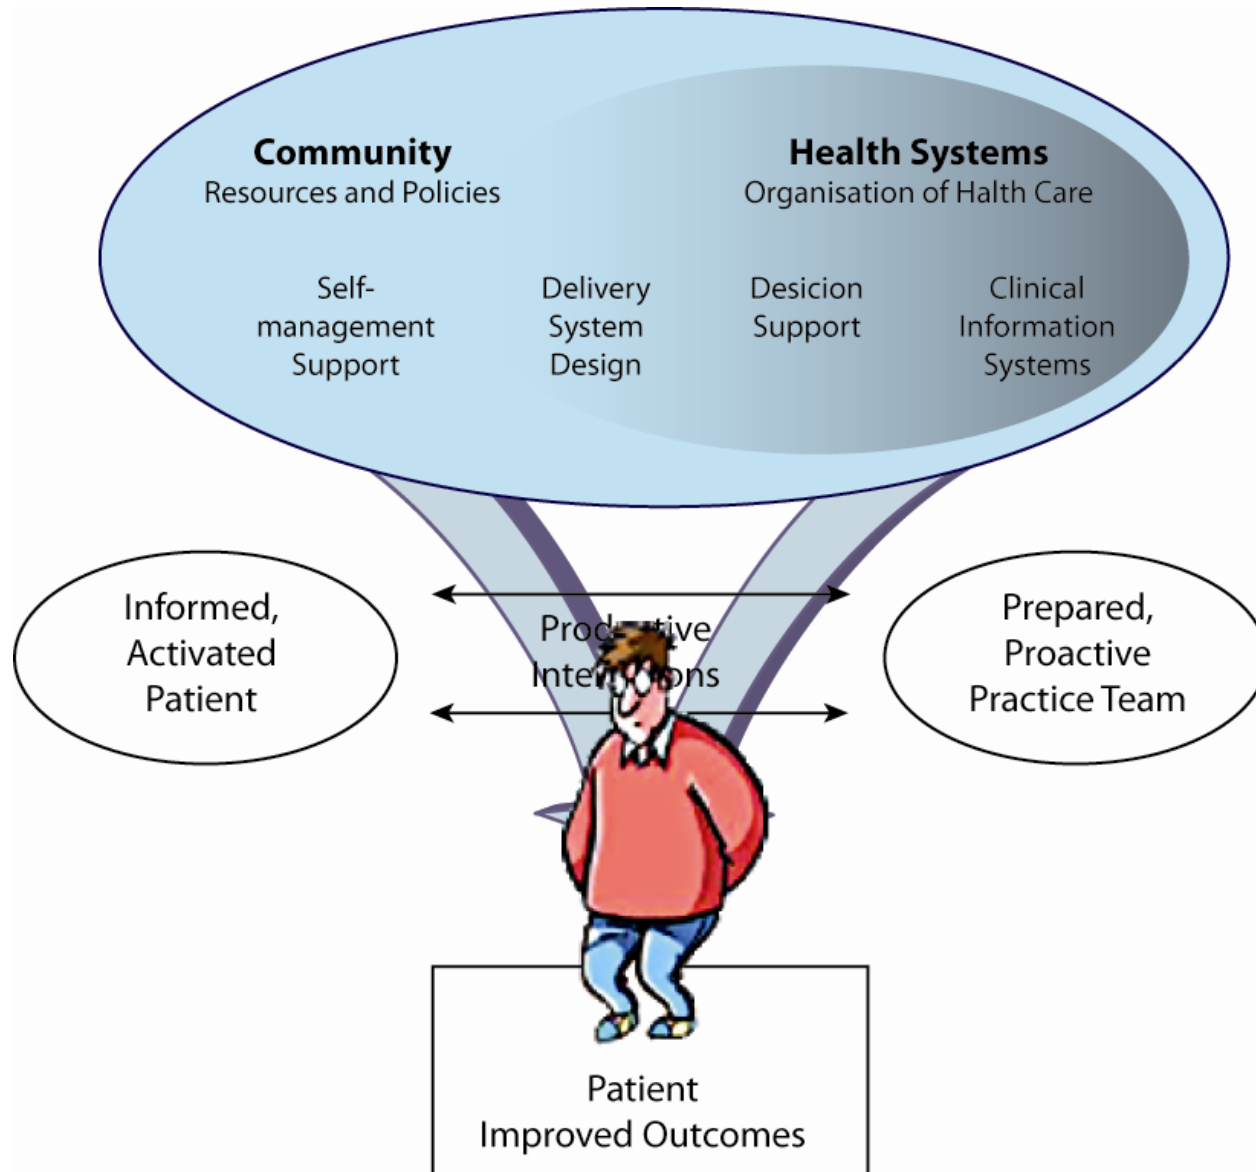 Community
Resources and Policies
Health Systems
Organisation of Halth Care
Self-
management
Support
Delivery
System
Design
Desicion
Support
Clinical
Information
Systems
Informed,
Activated
Patient
Prepared,
Proactive
Practice Team
Patient
Improved Outcomes